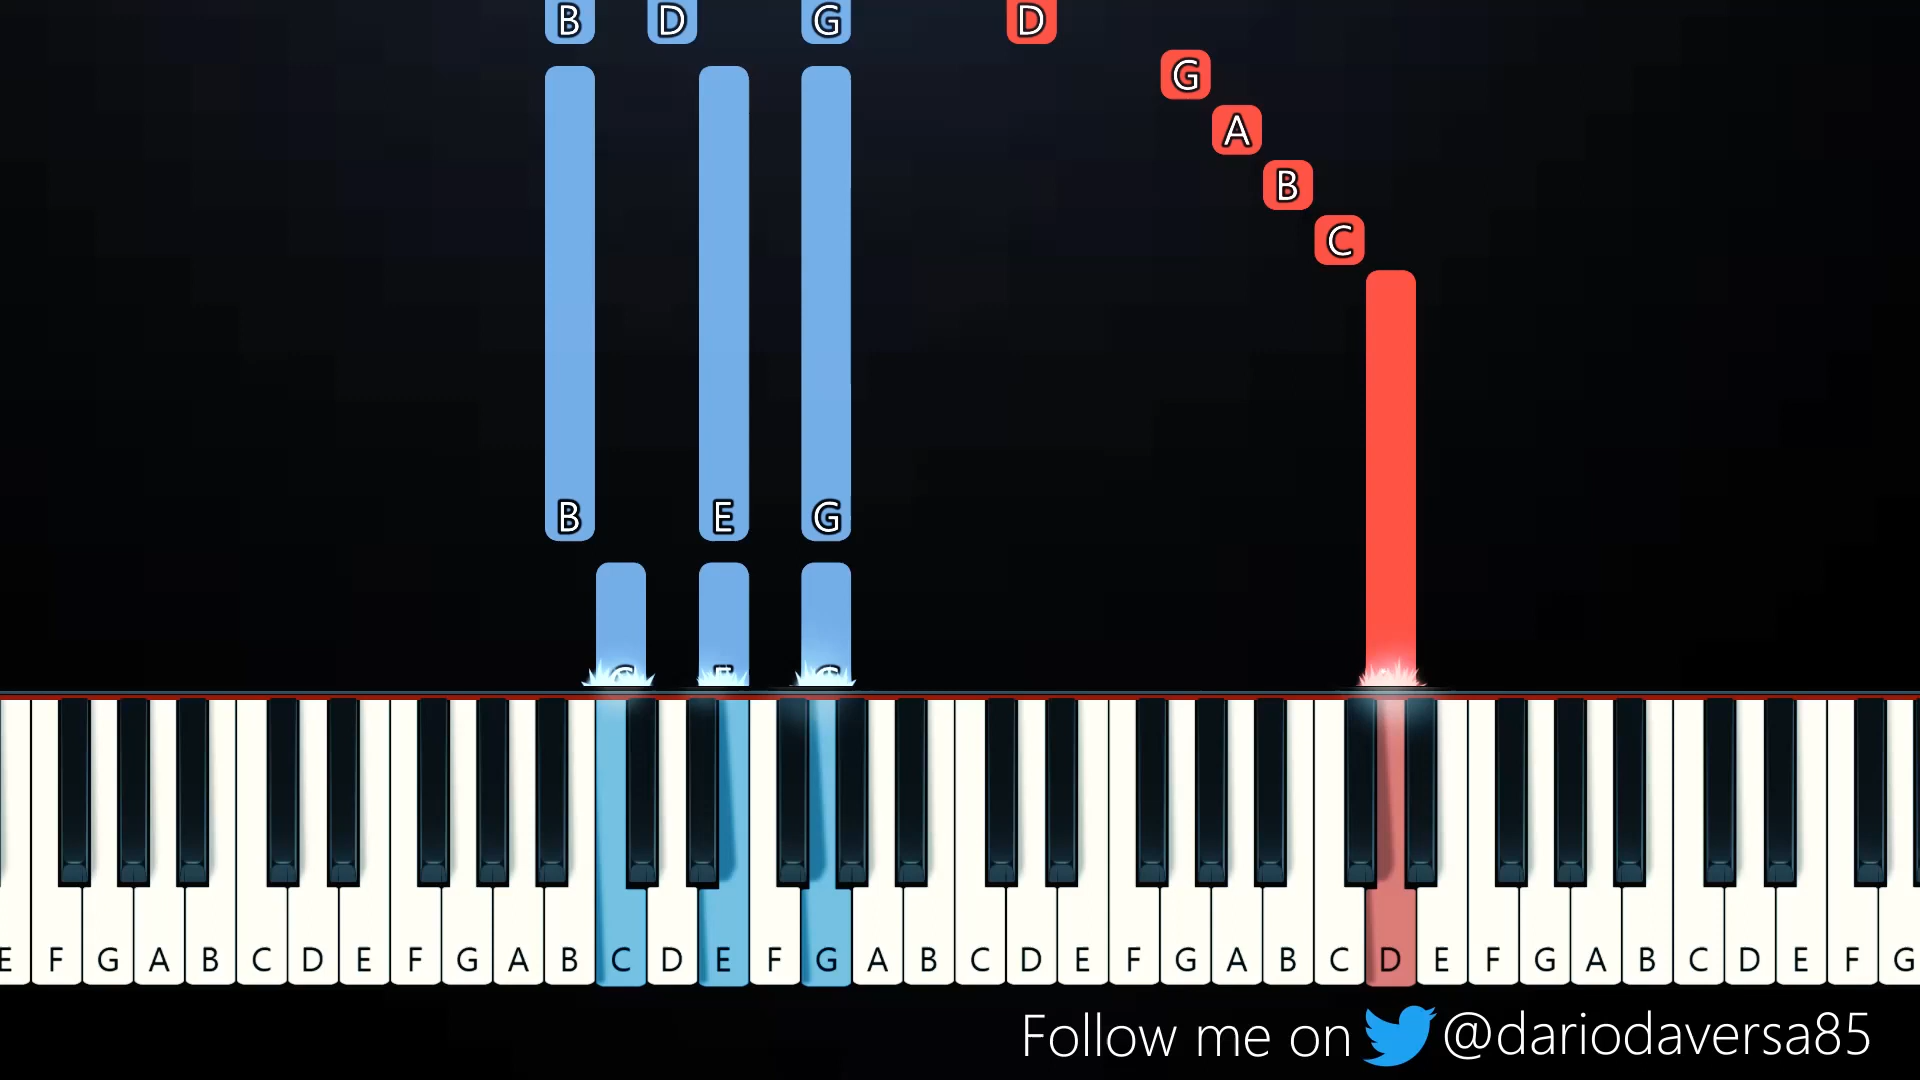 B D G D
G
A
B
C
B E G
E F G A B C D E F G A B C D E F G A B C D E F G A B C D E F G A B C D E F G
Follow me on @dariodaversa85